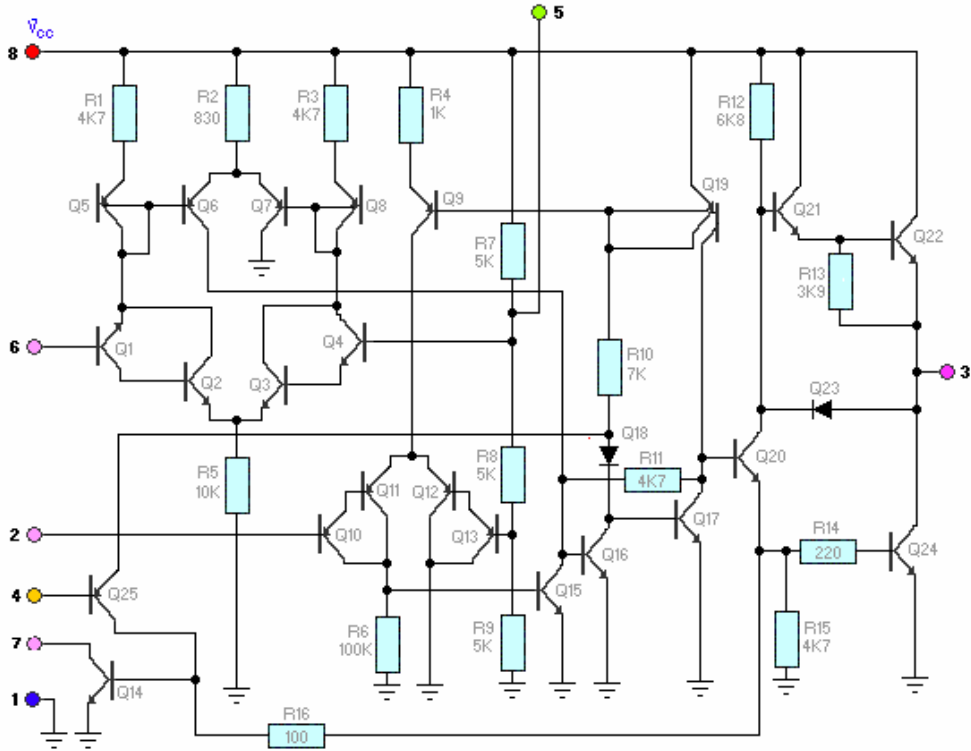 5
Vcc
8
R1
4K7
R2
830
R3
4K7
R4
1K
R12
6K8
Q5
Q6
Q7
Q8
Q9
Q19
Q21
Q22
R7
5K
R13
3K9
6
Q1
Q2
Q3
Q4
R10
7K
3
Q23
Q18
R5
10K
Q11
Q12
R8
5K
R11
4K7
Q20
2
Q10
Q13
Q17
Q16
R14
220
Q24
4
Q25
Q15
7
R6
100K
R9
5K
R15
4K7
1
Q14
R16
100